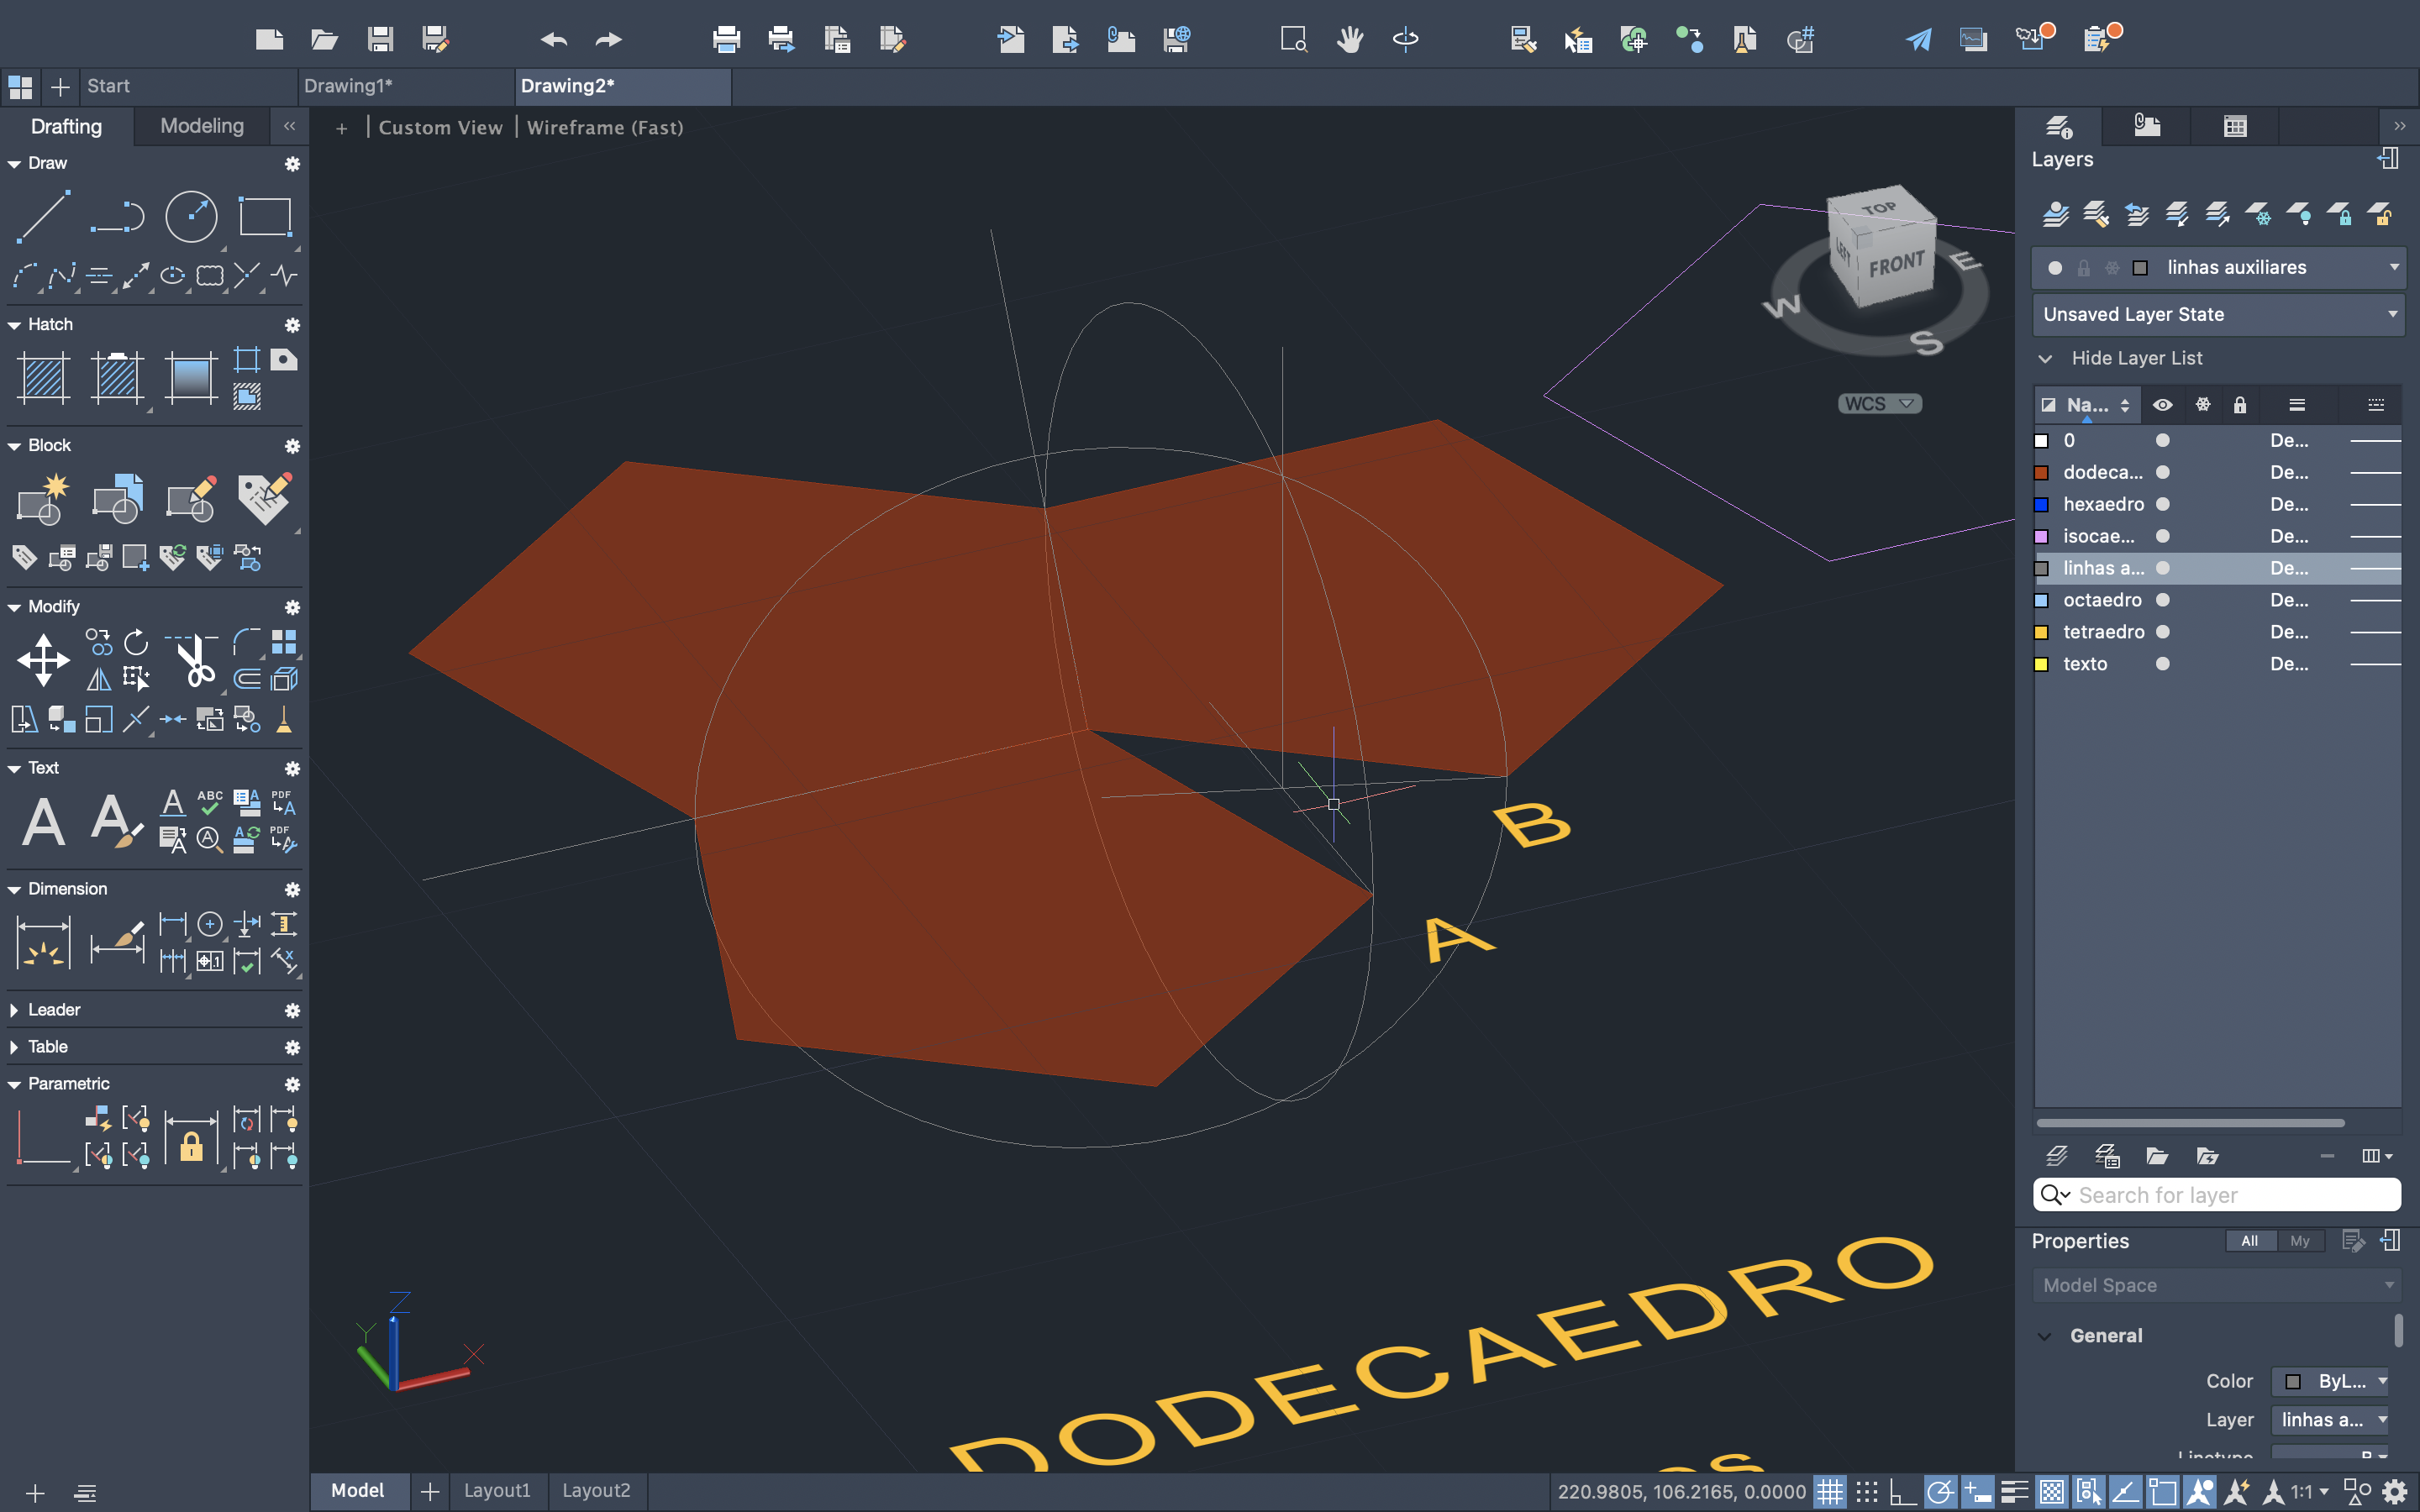 Start
Drawing1*
Drawing2*
Drafting
Modeling
+ | Custom View | Wireframe (Fast)
Draw
Hatch
Block
Modify
Text
ABC
PDF
A
PDF
Dimension
Leader
Table
Parametric
TOP
LEFT
FRONT
W
S
E
WCS
B
A
DODECAEDRO
Z
Y
X
Layers
linhas auxiliares
Unsaved Layer State
Hide Layer List
Na...
0 De...
dodeca... De...
hexaedro De...
isocae... De...
linhas a... De...
octaedro De...
tetraedro De...
texto De...
Search for layer
Properties
All
My
Model Space
General
Color ByL...
Layer linhas a...
Model
Layout1
Layout2
220.9805, 106.2165, 0.0000
1:1